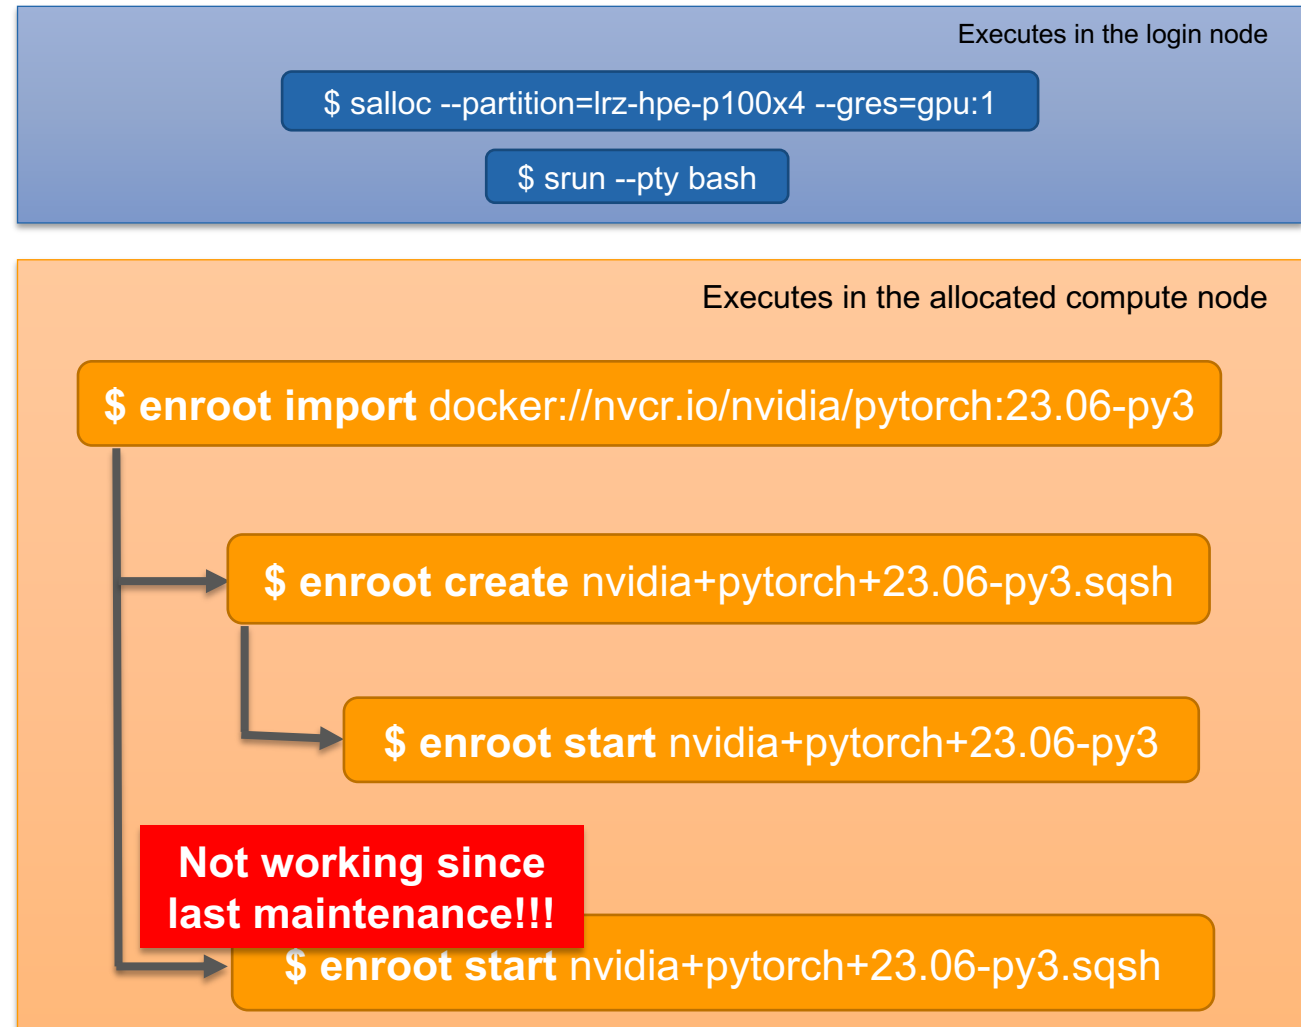 Executes in the login node
$ salloc --partition=lrz-hpe-p100x4 --gres=gpu:1
$ srun --pty bash
Executes in the allocated compute node
$ enroot import docker://nvcr.io/nvidia/pytorch:23.06-py3
$ enroot create nvidia+pytorch+23.06-py3.sqsh
$ enroot start nvidia+pytorch+23.06-py3
Not working since
last maintenance!!!
$ enroot start nvidia+pytorch+23.06-py3.sqsh